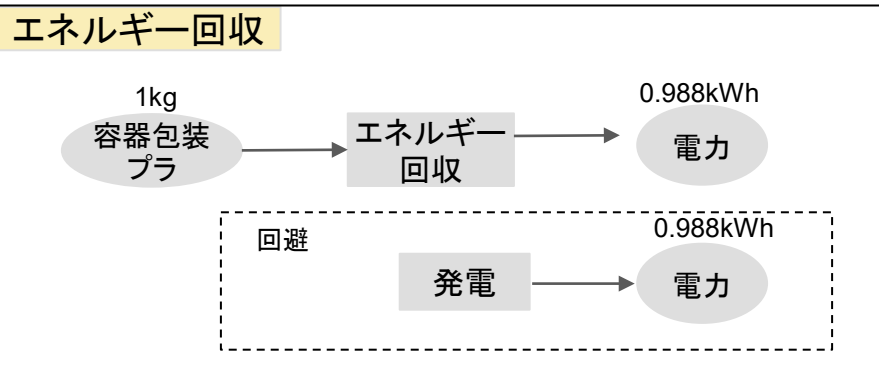 エネルギー回収
1kg
容器包装
プラ
エネルギー
回収
0.988kWh
電力
回避
発電
0.988kWh
電力